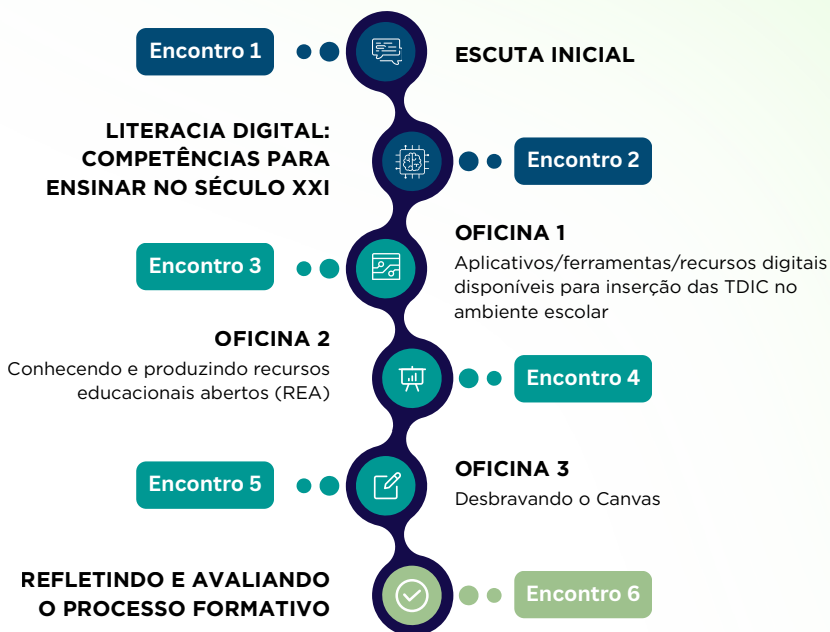 Encontro 1
ESCUTA INICIAL
LITERACIA DIGITAL:
COMPETÊNCIAS PARA
ENSINAR NO SÉCULO XXI
Encontro 2
Encontro 3
OFICINA 1
Aplicativos/ferramentas/recursos digitais
disponíveis para inserção das TDIC no
ambiente escolar
OFICINA 2
Conhecendo e produzindo recursos
educacionais abertos (REA)
Encontro 4
Encontro 5
OFICINA 3
Desbravando o Canvas
REFLETINDO E AVALIANDO
O PROCESSO FORMATIVO
Encontro 6